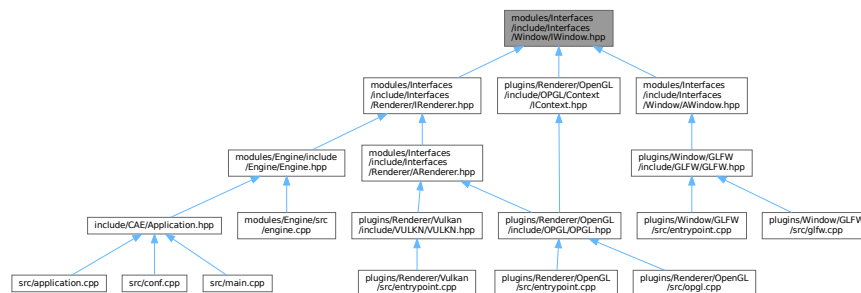 modules/Interfaces
/include/Interfaces
/Window/IWindow.hpp
modules/Interfaces
/include/Interfaces
/Renderer/IRenderer.hpp
plugins/Renderer/OpenGL
/include/OPGL/Context
/IContext.hpp
modules/Interfaces
/include/Interfaces
/Window/AWindow.hpp
modules/Engine/include
/Engine/Engine.hpp
modules/Interfaces
/include/Interfaces
/Renderer/ARenderer.hpp
plugins/Window/GLFW
/include/GLFW/GLFW.hpp
include/CAE/Application.hpp
modules/Engine/src
/engine.cpp
plugins/Renderer/Vulkan
/include/VULKN/VULKN.hpp
plugins/Renderer/OpenGL
/include/OPGL/OPGL.hpp
plugins/Window/GLFW
/src/entrypoint.cpp
plugins/Window/GLFW
/src/glfw.cpp
src/application.cpp
src/conf.cpp
src/main.cpp
plugins/Renderer/Vulkan
/src/entrypoint.cpp
plugins/Renderer/OpenGL
/src/entrypoint.cpp
plugins/Renderer/OpenGL
/src/opgl.cpp